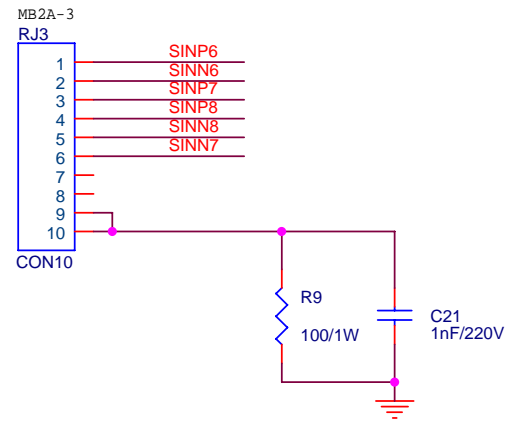 MB2A-3
RJ3
1 SINP6
2 SINN6
3 SINP7
4 SINP8
5 SINN8
6 SINN7
7
8
9
10
CON10
R9
100/1W
C21
1nF/220V